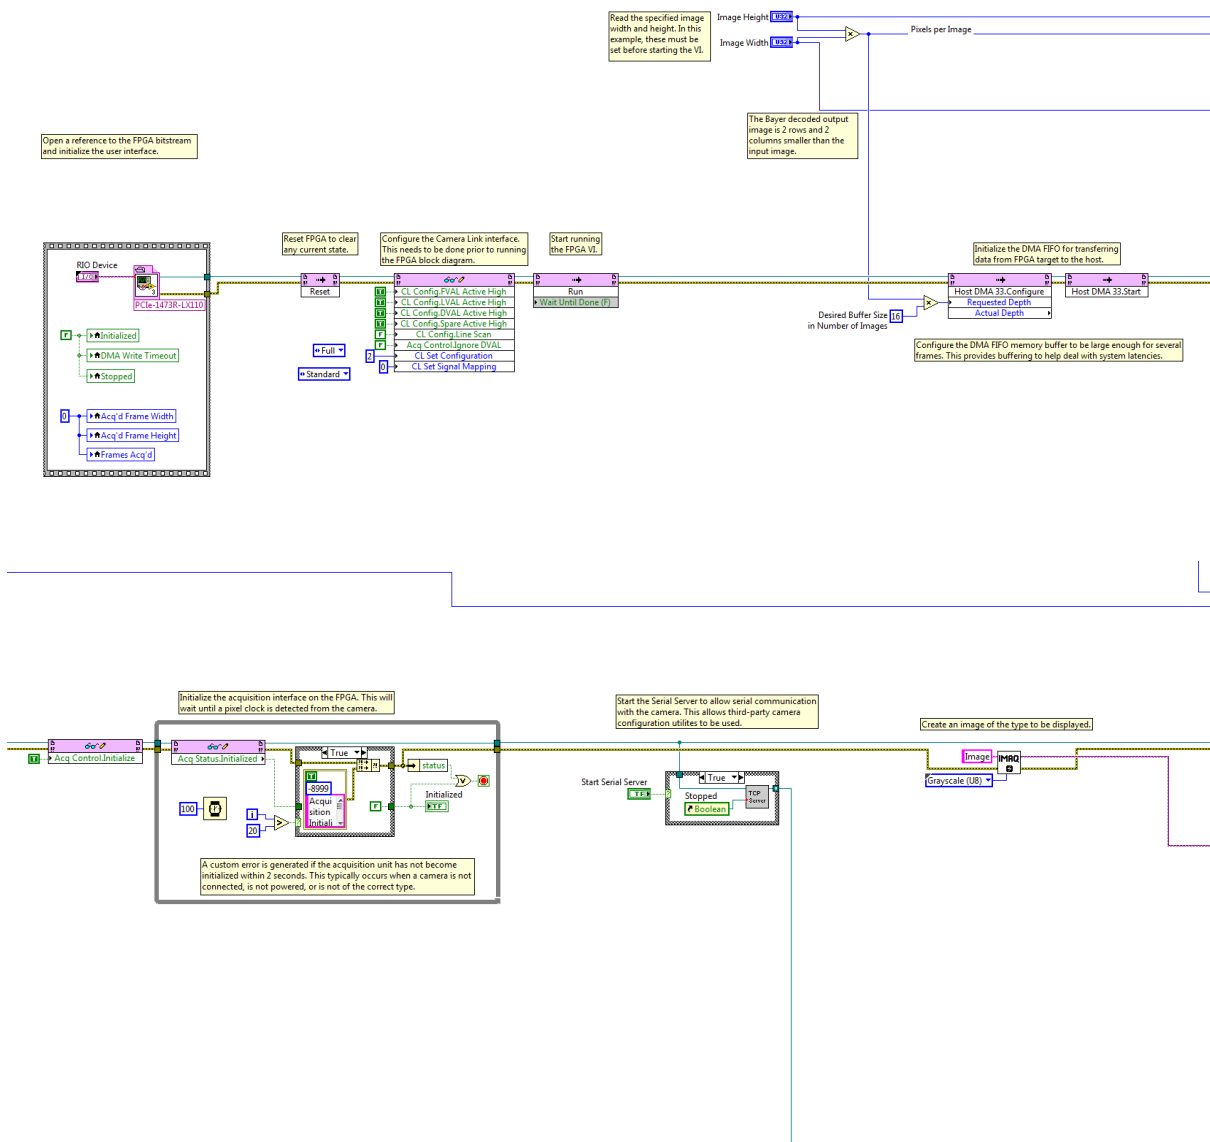 Read the specified image
width and height. In this
example, these must be
set before starting the VI.
Image Height
U32
Image Width
U32
Pixels per Image
The Bayer decoded output
image is 2 rows and 2
columns smaller than the
input image.
Open a reference to the FPGA bitstream
and initialize the user interface.
RIO Device
I/O
PCIe-1473R-LX110
F
Initialized
DMA Write Timeout
Stopped
0
Acq'd Frame Width
Acq'd Frame Height
Frames Acq'd
Reset FPGA to clear
any current state.
Reset
Configure the Camera Link interface.
This needs to be done prior to running
the FPGA block diagram.
T
CL Config.FVAL Active High
T
CL Config.LVAL Active High
T
CL Config.DVAL Active High
T
CL Config.Spare Active High
F
CL Config.Line Scan
F
Acq Control.Ignore DVAL
Full
2
CL Set Configuration
Standard
0
CL Set Signal Mapping
Start running
the FPGA VI.
Run
Wait Until Done (F)
Initialize the DMA FIFO for transferring
data from FPGA target to the host.
Host DMA 33.Configure
Requested Depth
Actual Depth
Host DMA 33.Start
Desired Buffer Size
in Number of Images
16
Configure the DMA FIFO memory buffer to be large enough for several
frames. This provides buffering to help deal with system latencies.
Initialize the acquisition interface on the FPGA. This will
wait until a pixel clock is detected from the camera.
T
Acq Control.Initialize
Acq Status.Initialized
True
T
-8999
Acqui
sition
Initiali
100
i
20
F
status
Initialized
TF
A custom error is generated if the acquisition unit has not become
initialized within 2 seconds. This typically occurs when a camera is not
connected, is not powered, or is not of the correct type.
Start the Serial Server to allow serial communication
with the camera. This allows third-party camera
configuration utilites to be used.
Start Serial Server
TF
True
Stopped
Boolean
TCP
Server
Create an image of the type to be displayed.
Image
IMAQ
Grayscale (U8)